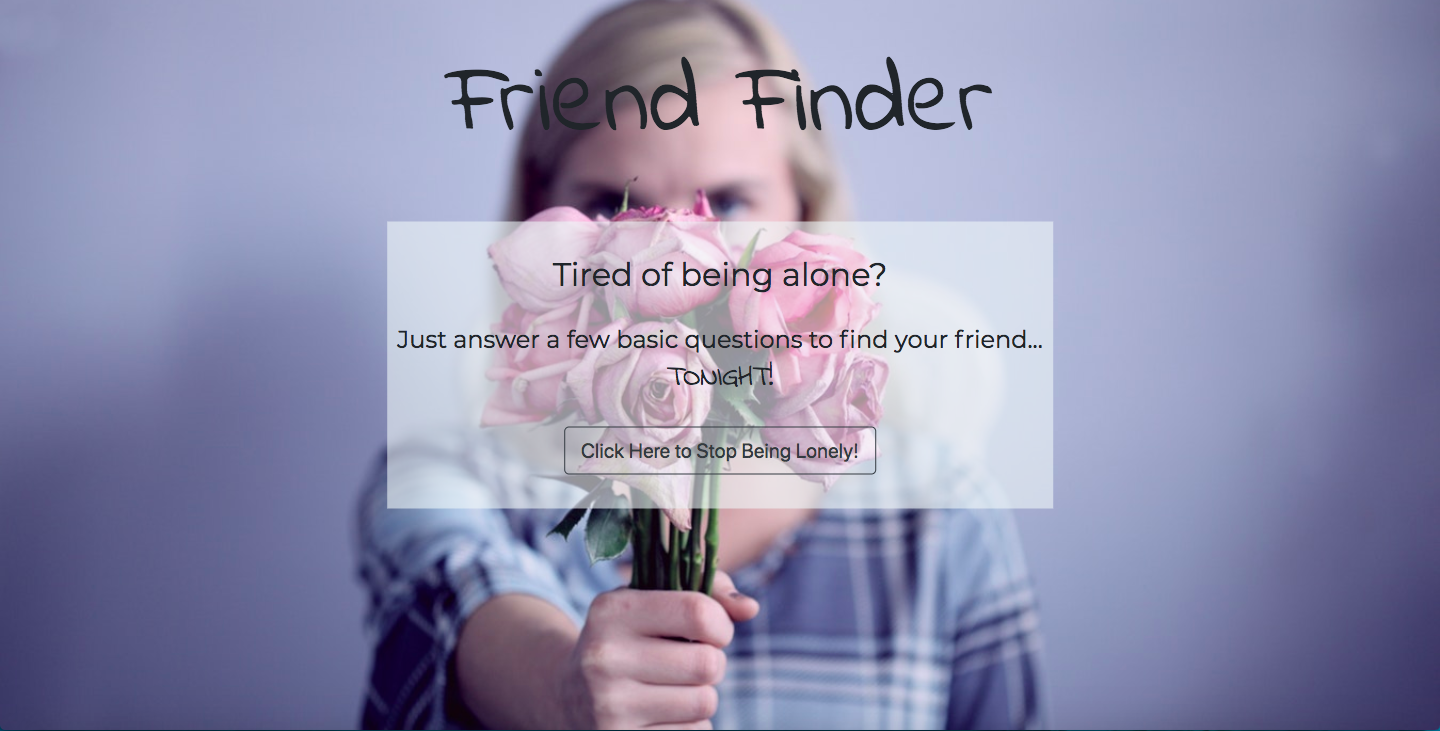 Friend Finder
Tired of being alone?
Just answer a few basic questions to find your friend...
TONIGHT!
Click Here to Stop Being Lonely!